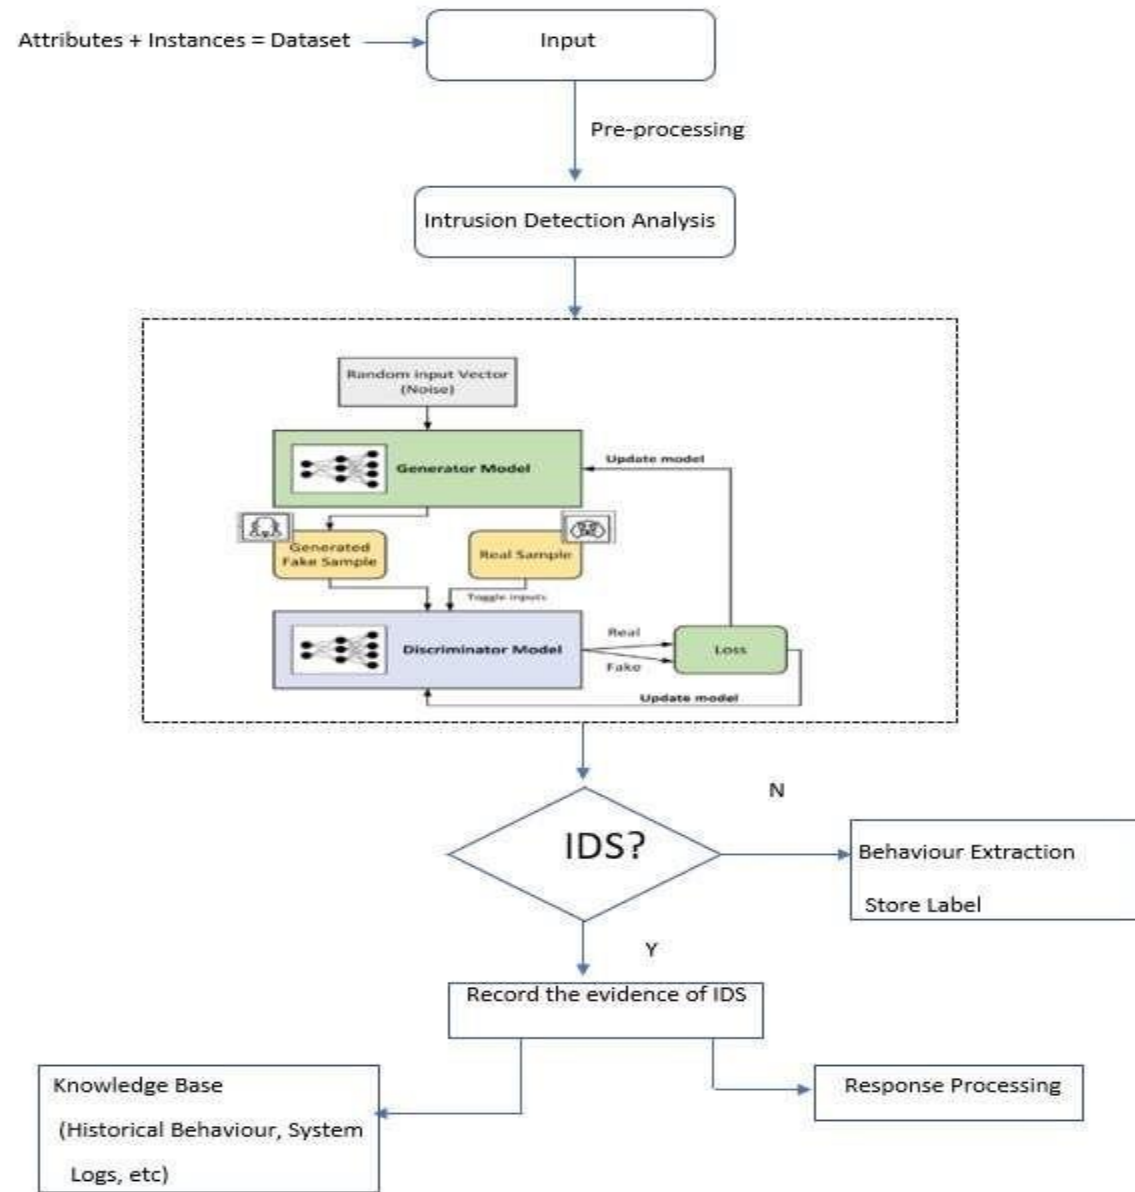 Attributes + Instances = Dataset
Input
Pre-processing
Intrusion Detection Analysis
Random input Vector
(Noise)
Generator Model
Update model
Generated
Fake Sample
Real Sample
Toggle inputs
Discriminator Model
Real
Fake
Loss
Update model
N
IDS?
Behaviour Extraction
Store Label
Y
Record the evidence of IDS
Knowledge Base
(Historical Behaviour, System
Logs, etc)
Response Processing